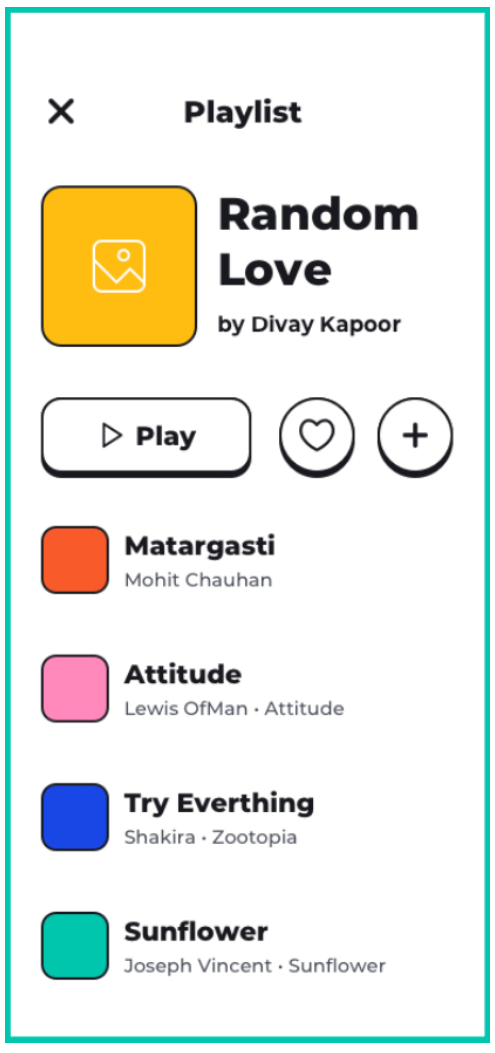 Playlist
Random
Love
by Divay Kapoor
Play
Matargasti
Mohit Chauhan
Attitude
Lewis OfMan • Attitude
Try Everthing
Shakira • Zootopia
Sunflower
Joseph Vincent • Sunflower